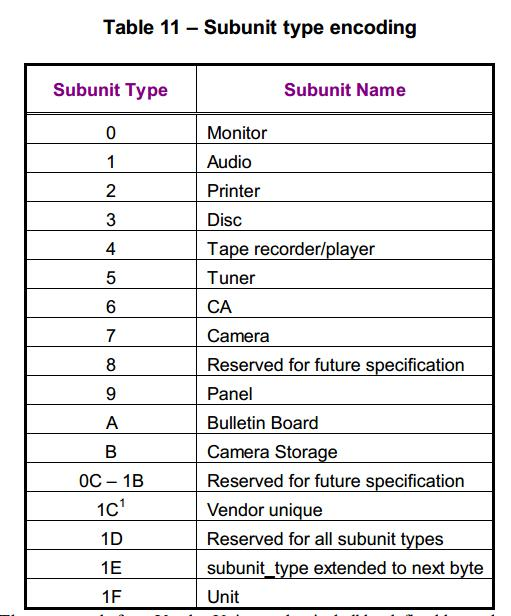 Table 11 – Subunit type encoding
Subunit Type Subunit Name
0 Monitor
1 Audio
2 Printer
3 Disc
4 Tape recorder/player
5 Tuner
6 CA
7 Camera
8 Reserved for future specification
9 Panel
A Bulletin Board
B Camera Storage
0C – 1B Reserved for future specification
1C¹ Vendor unique
1D Reserved for all subunit types
1E subunit_type extended to next byte
1F Unit